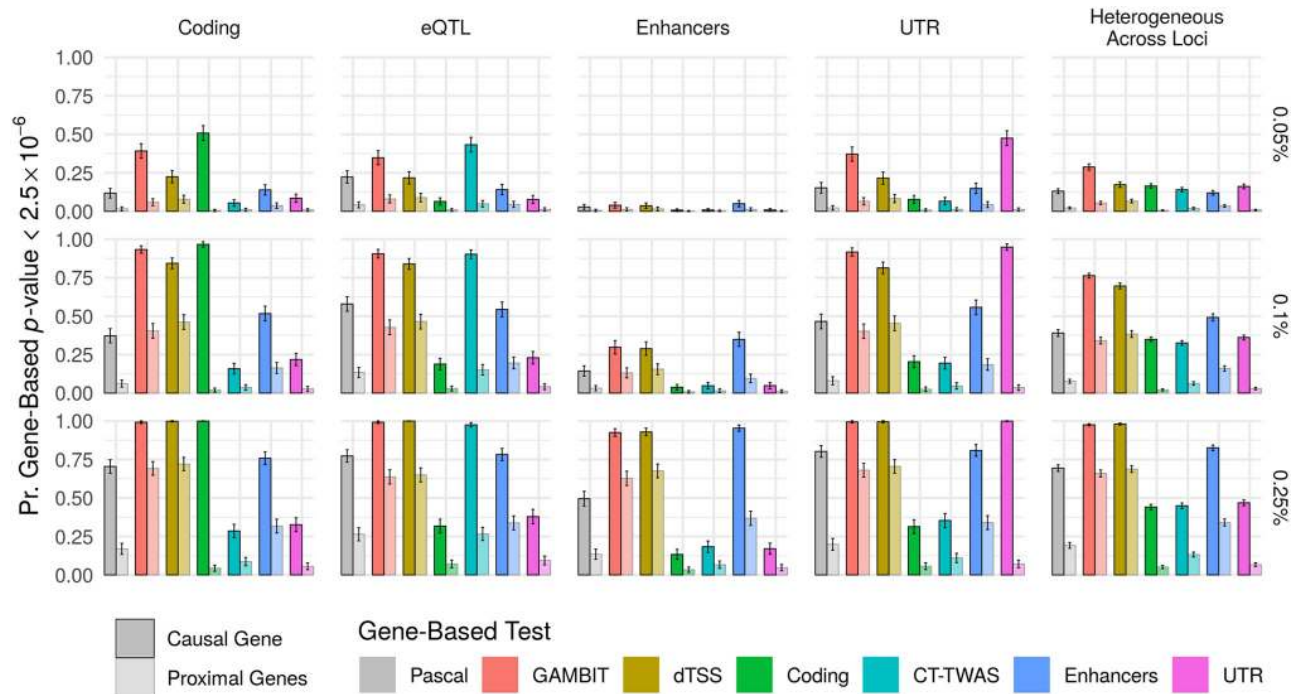 Coding
eQTL
Enhancers
UTR
Heterogeneous
Across Loci
Pr. Gene-Based p-value < 2.5×10⁻⁶
1.00
0.75
0.50
0.25
0.00
0.05%
1.00
0.75
0.50
0.25
0.00
0.1%
1.00
0.75
0.50
0.25
0.00
0.25%
Causal Gene
Proximal Genes
Gene-Based Test
Pascal
GAMBIT
dTSS
Coding
CT-TWAS
Enhancers
UTR